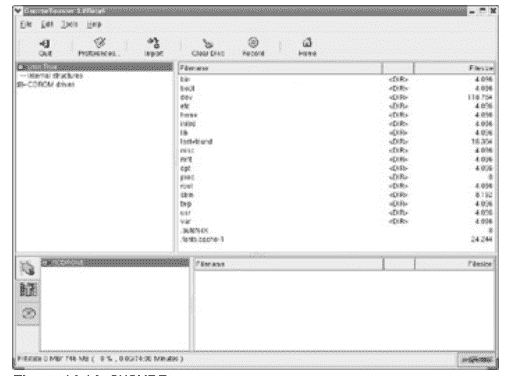 File Edit Tools Help
Quit Preferences... Import Clear Disc Record Home
Internal structures
CDROM drives
Filename Filesize
bin <DIR> 4.096
boot <DIR> 4.096
dev <DIR> 118.784
etc <DIR> 4.096
home <DIR> 4.096
initrd <DIR> 4.096
lib <DIR> 4.096
lost+found <DIR> 16.384
misc <DIR> 4.096
mnt <DIR> 4.096
opt <DIR> 4.096
proc <DIR> 0
root <DIR> 4.096
sbin <DIR> 8.192
tmp <DIR> 4.096
usr <DIR> 4.096
var <DIR> 4.096
.autofsck 0
.fonts.cache-1 24.244
Filename Filesize